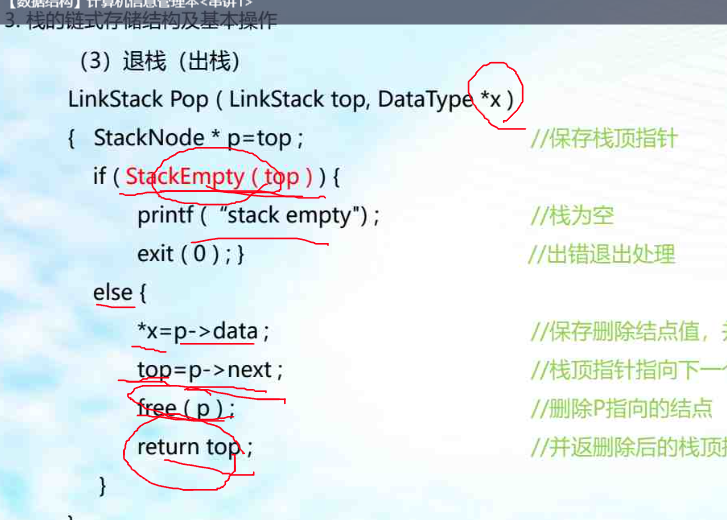 【数据结构】计算机信息管理本<串讲1>
3. 栈的链式存储结构及基本操作
（3）退栈（出栈）
LinkStack Pop ( LinkStack top, DataType *x )
{ StackNode * p=top ; //保存栈顶指针
if ( StackEmpty ( top ) ) {
printf ( “stack empty") ; //栈为空
exit ( 0 ) ; } //出错退出处理
else {
*x=p->data ; //保存删除结点值，
top=p->next ; //栈顶指针指向下一
free ( p ) ; //删除P指向的结点
return top ; //并返删除后的栈顶
}